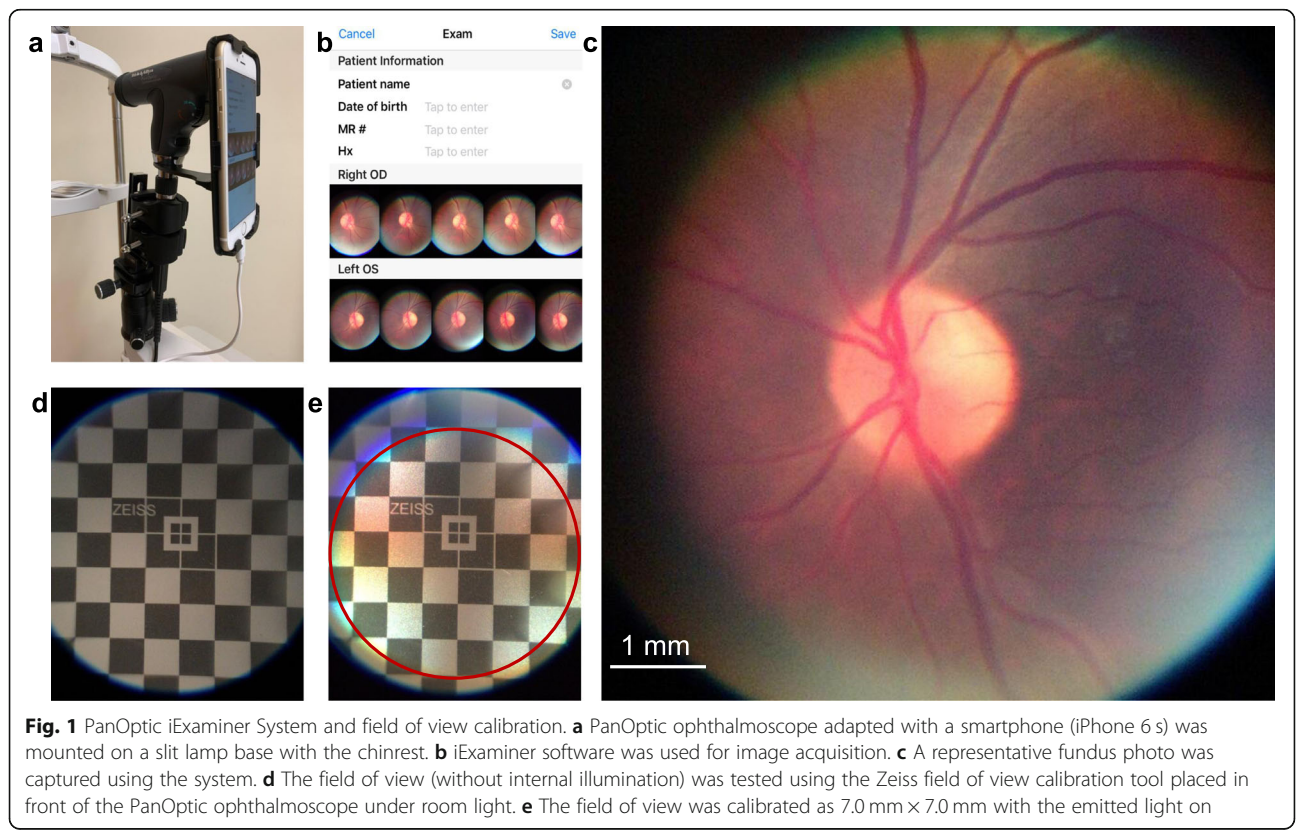 a
b
c
Cancel Exam Save
Patient Information
Patient name
Date of birth Tap to enter
MR # Tap to enter
Hx Tap to enter
Right OD
Left OS
1 mm
d
e
ZEISS
ZEISS
Fig. 1 PanOptic iExaminer System and field of view calibration. a PanOptic ophthalmoscope adapted with a smartphone (iPhone 6 s) was
mounted on a slit lamp base with the chinrest. b iExaminer software was used for image acquisition. c A representative fundus photo was
captured using the system. d The field of view (without internal illumination) was tested using the Zeiss field of view calibration tool placed in
front of the PanOptic ophthalmoscope under room light. e The field of view was calibrated as 7.0 mm × 7.0 mm with the emitted light on